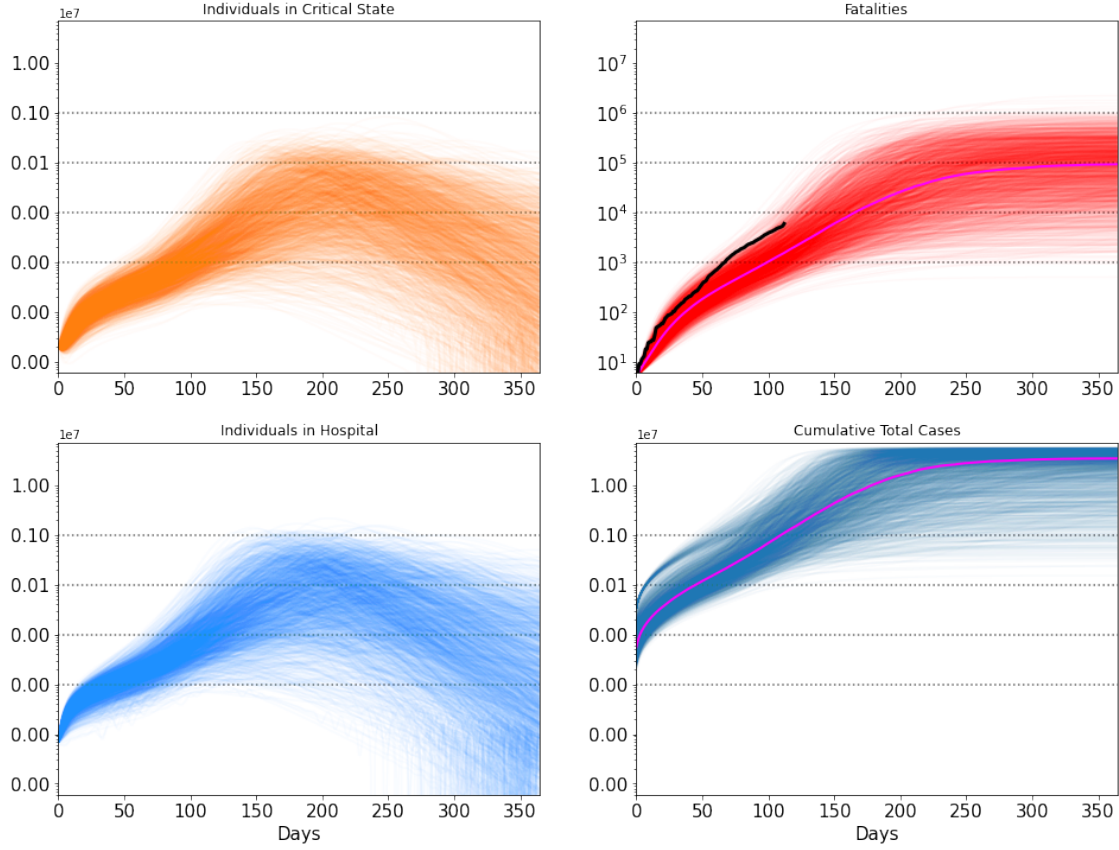 Individuals in Critical State
1e7
1.00
0.10
0.01
0.00
0.00
0.00
0.00
0 50 100 150 200 250 300 350
Fatalities
10⁷
10⁶
10⁵
10⁴
10³
10²
10¹
0 50 100 150 200 250 300 350
Individuals in Hospital
1e7
1.00
0.10
0.01
0.00
0.00
0.00
0.00
0 50 100 150 200 250 300 350
Days
Cumulative Total Cases
1e7
1.00
0.10
0.01
0.00
0.00
0.00
0.00
0 50 100 150 200 250 300 350
Days